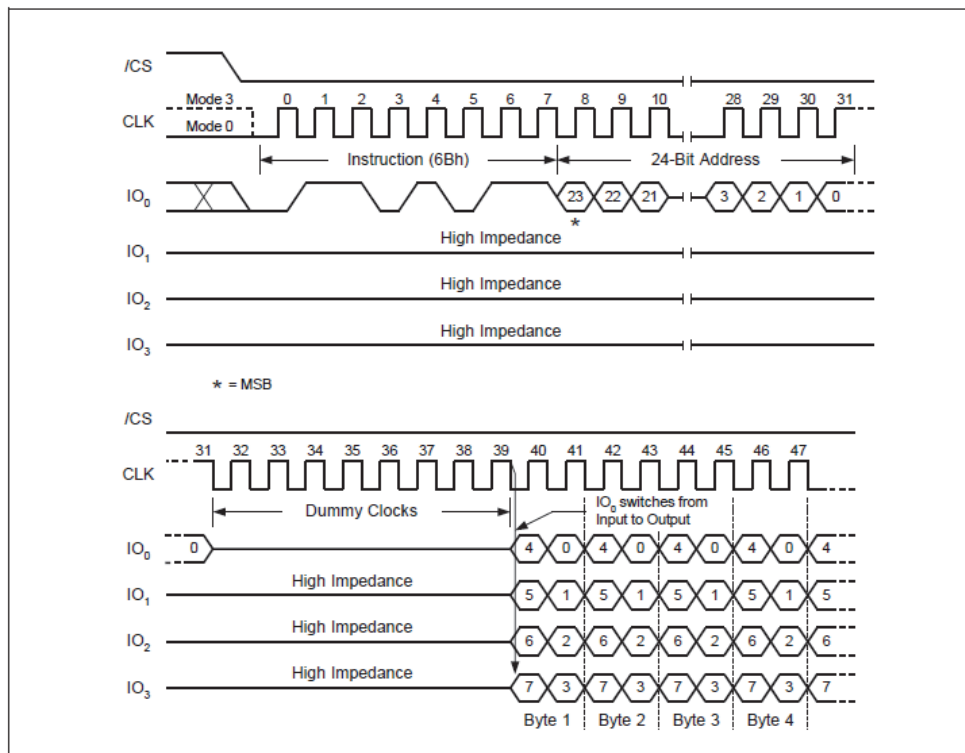 /CS
Mode 3 0 1 2 3 4 5 6 7 8 9 10 28 29 30 31
CLK
Mode 0
Instruction (6Bh) 24-Bit Address
IO0 23 22 21 3 2 1 0
*
High Impedance
IO1
High Impedance
IO2
High Impedance
IO3
* = MSB
/CS
31 32 33 34 35 36 37 38 39 40 41 42 43 44 45 46 47
CLK
Dummy Clocks
IO0 switches from
Input to Output
IO0 0 4 0 4 0 4 0 4 0 4
High Impedance
IO1 5 1 5 1 5 1 5 1 5
High Impedance
IO2 6 2 6 2 6 2 6 2 6
High Impedance
IO3 7 3 7 3 7 3 7 3 7
Byte 1 Byte 2 Byte 3 Byte 4